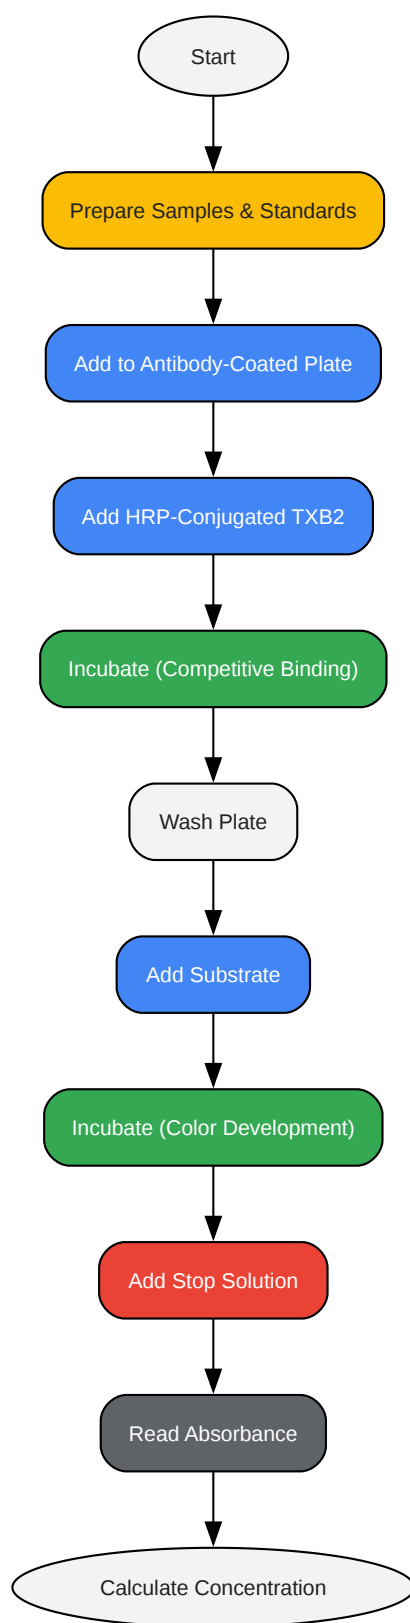 Start
Prepare Samples & Standards
Add to Antibody-Coated Plate
Add HRP-Conjugated TXB2
Incubate (Competitive Binding)
Wash Plate
Add Substrate
Incubate (Color Development)
Add Stop Solution
Read Absorbance
Calculate Concentration